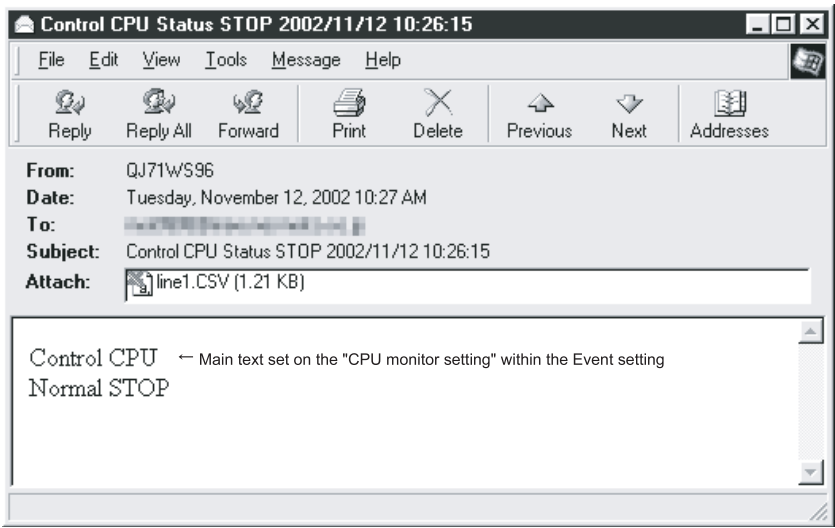 Control CPU Status STOP 2002/11/12 10:26:15
File Edit View Tools Message Help
Reply Reply All Forward Print Delete Previous Next Addresses
From: QJ71WS96
Date: Tuesday, November 12, 2002 10:27 AM
To:
Subject: Control CPU Status STOP 2002/11/12 10:26:15
Attach: line1.CSV (1.21 KB)
Control CPU ← Main text set on the "CPU monitor setting" within the Event setting
Normal STOP